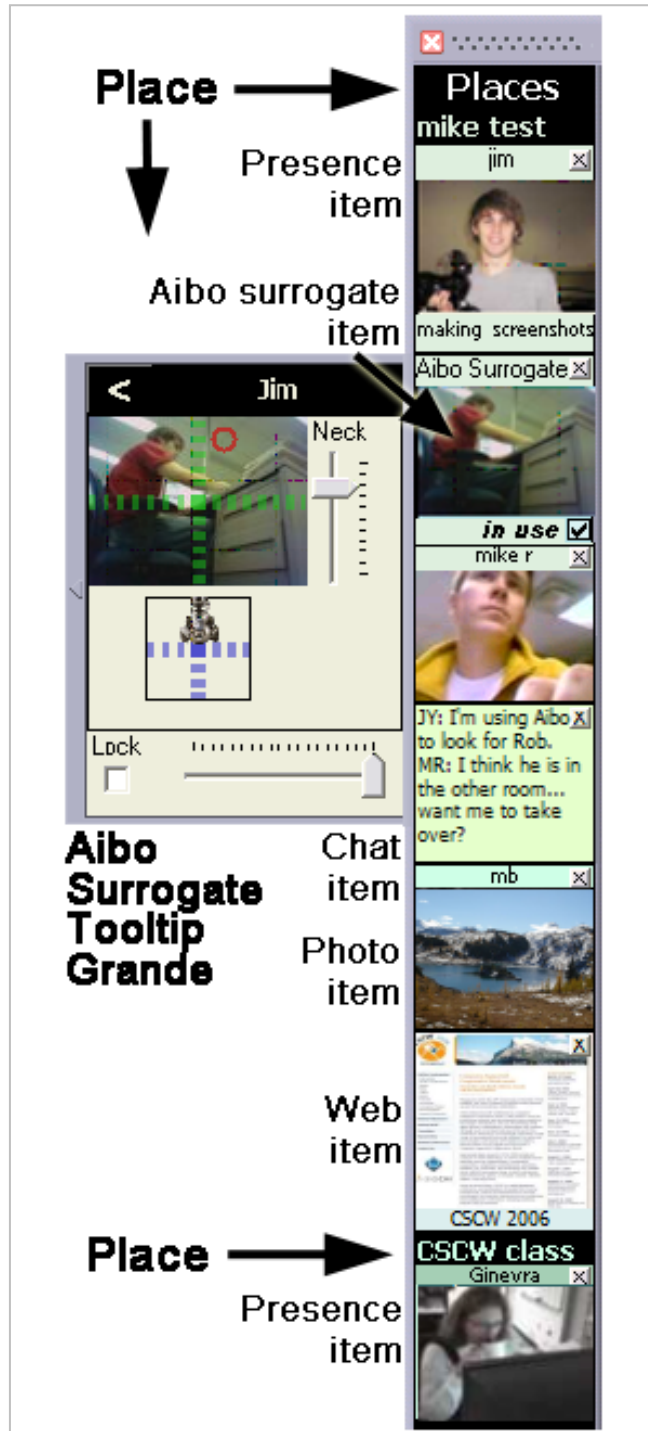 Place
Places
mike test
Presence
item
jim
making screenshots
Aibo surrogate
item
Aibo Surrogate
in use
< Jim
Neck
Lock
Aibo
Surrogate
Tooltip
Grande
mike r
JY: I'm using Aibo
to look for Rob.
MR: I think he is in
the other room...
want me to take
over?
Chat
item
mb
Photo
item
Web
item
CSCW 2006
Place
CSCW class
Presence
item
Ginevra